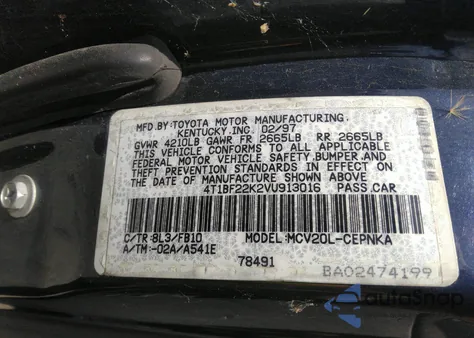 MFD.BY:TOYOTA MOTOR MANUFACTURING,
KENTUCKY,INC. 02/97
GVWR 4210LB GAWR FR 2665LB RR 2665LB
THIS VEHICLE CONFORMS TO ALL APPLICABLE
FEDERAL MOTOR VEHICLE SAFETY,BUMPER,AND
THEFT PREVENTION STANDARDS IN EFFECT ON
THE DATE OF MANUFACTURE SHOWN ABOVE.
4T1BF22K2VU913016 PASS.CAR
C/TR:8L3/FB10 MODEL:MCV20L-CEPNKA
A/TM:-02A/A541E
78491
BA02474199
autoSnap